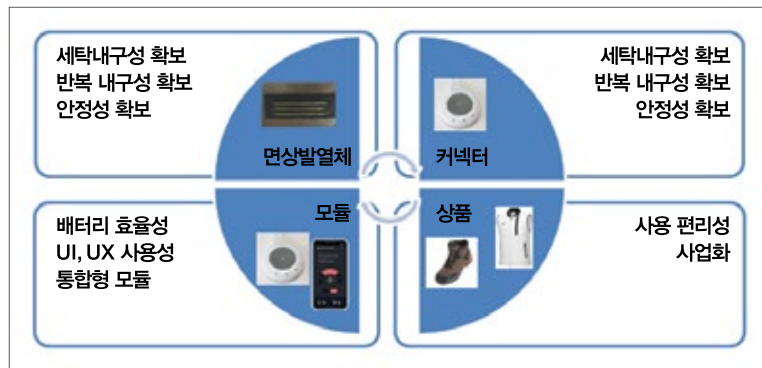 세탁내구성 확보
반복 내구성 확보
안정성 확보
면상발열체
세탁내구성 확보
반복 내구성 확보
안정성 확보
커넥터
배터리 효율성
UI, UX 사용성
통합형 모듈
모듈
상품
사용 편리성
사업화